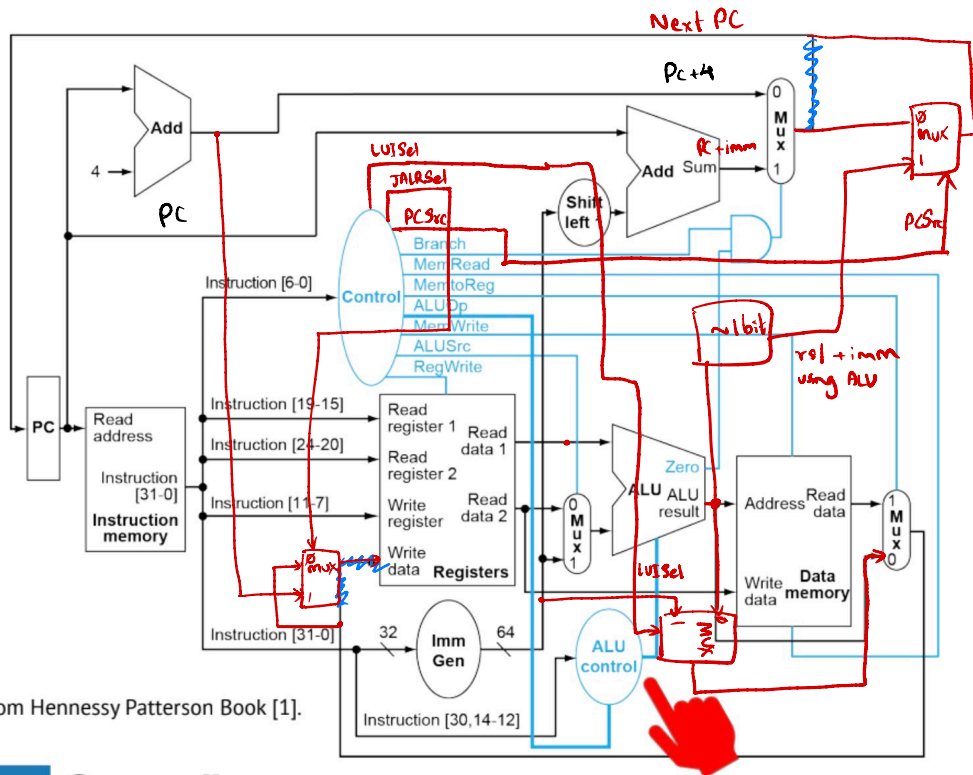 Next PC
PC+4
0
M
u
x
1
Add
4
PC
LUISel
JALRSel
PCSrc
Add
Sum
PC+imm
Shift
left 1
0
mux
1
PCSrc
Branch
MemRead
MemtoReg
ALUOp
MemWrite
ALUSrc
RegWrite
Control
Instruction [6-0]
~1bit
rs1 + imm
using ALU
PC
Read
address
Instruction
[31-0]
Instruction
memory
Instruction [19-15]
Instruction [24-20]
Instruction [11-7]
Instruction [31-0]
Read
register 1
Read
register 2
Write
register
Write
data
Read
data 1
Read
data 2
Registers
0
mux
1
0
M
u
x
1
Zero
ALU
ALU
result
LUISel
Address
Read
data
Write
data
Data
memory
1
M
u
x
0
1
0
MUX
32
Imm
Gen
64
ALU
control
Instruction [30,14-12]
om Hennessy Patterson Book [1].